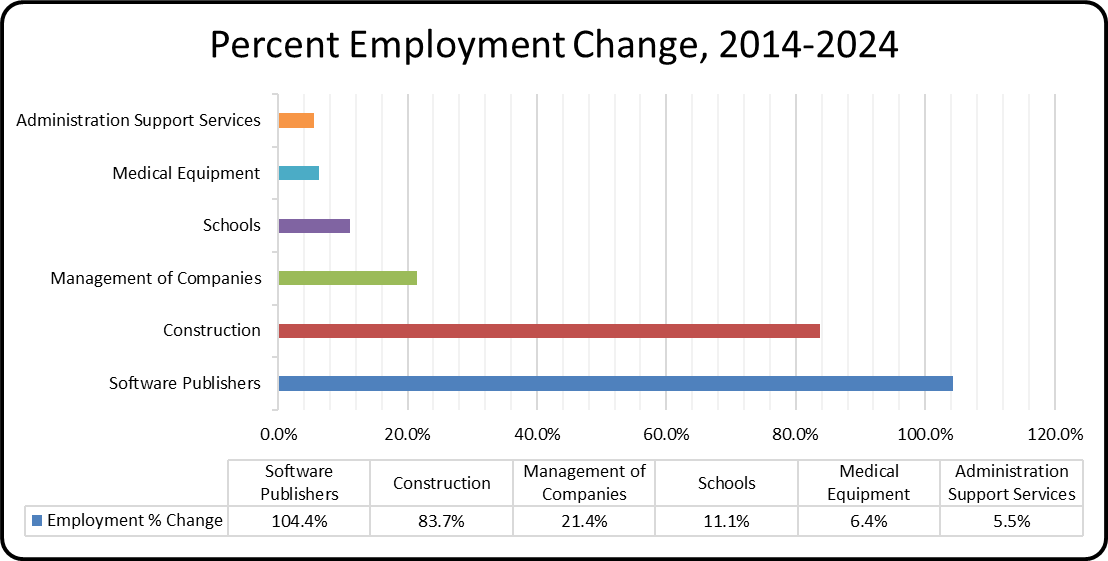 Percent Employment Change, 2014-2024
Administration Support Services
Medical Equipment
Schools
Management of Companies
Construction
Software Publishers
0.0% 20.0% 40.0% 60.0% 80.0% 100.0% 120.0%
Software Publishers Construction Management of Companies Schools Medical Equipment Administration Support Services
Employment % Change 104.4% 83.7% 21.4% 11.1% 6.4% 5.5%